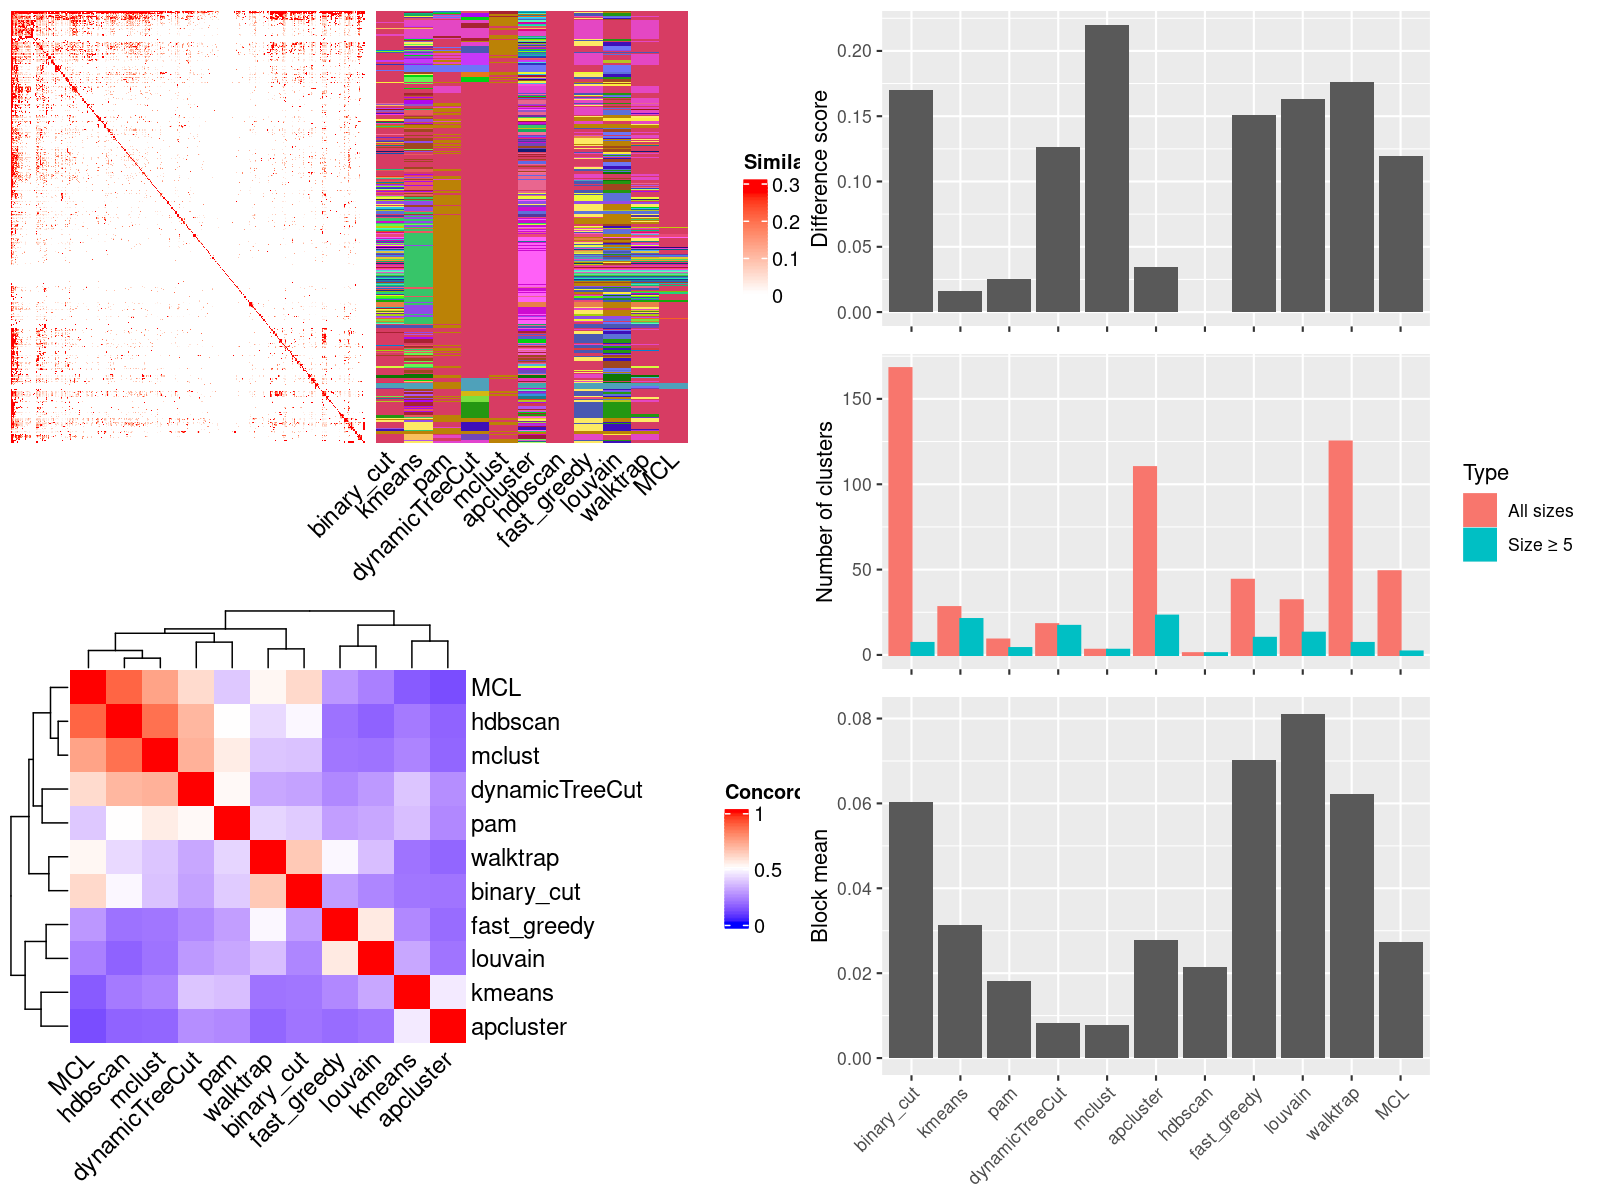 Simila
0.3
0.2
0.1
0
binary_cut
kmeans
pam
dynamicTreeCut
mclust
apcluster
hdbscan
fast_greedy
louvain
walktrap
MCL
Difference score
0.20
0.15
0.10
0.05
0.00
Number of clusters
150
100
50
0
Type
All sizes
Size ≥ 5
MCL
hdbscan
mclust
dynamicTreeCut
pam
walktrap
binary_cut
fast_greedy
louvain
kmeans
apcluster
MCL
hdbscan
mclust
dynamicTreeCut
pam
walktrap
binary_cut
fast_greedy
louvain
kmeans
apcluster
Concord
1
0.5
0
Block mean
0.08
0.06
0.04
0.02
0.00
binary_cut
kmeans
pam
dynamicTreeCut
mclust
apcluster
hdbscan
fast_greedy
louvain
walktrap
MCL